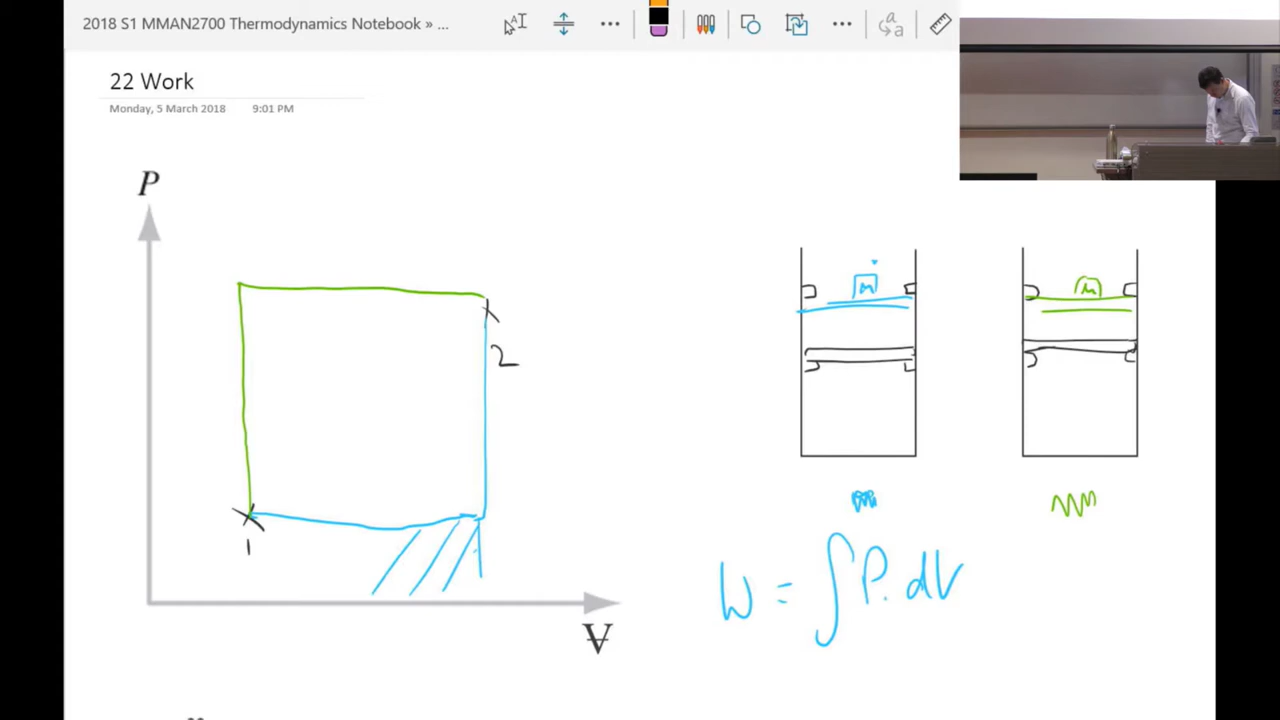 2018 S1 MMAN2700 Thermodynamics Notebook » ...
22 Work
Monday, 5 March 2018 9:01 PM
P
2
1
V
m
m
W = ∫ P. dV